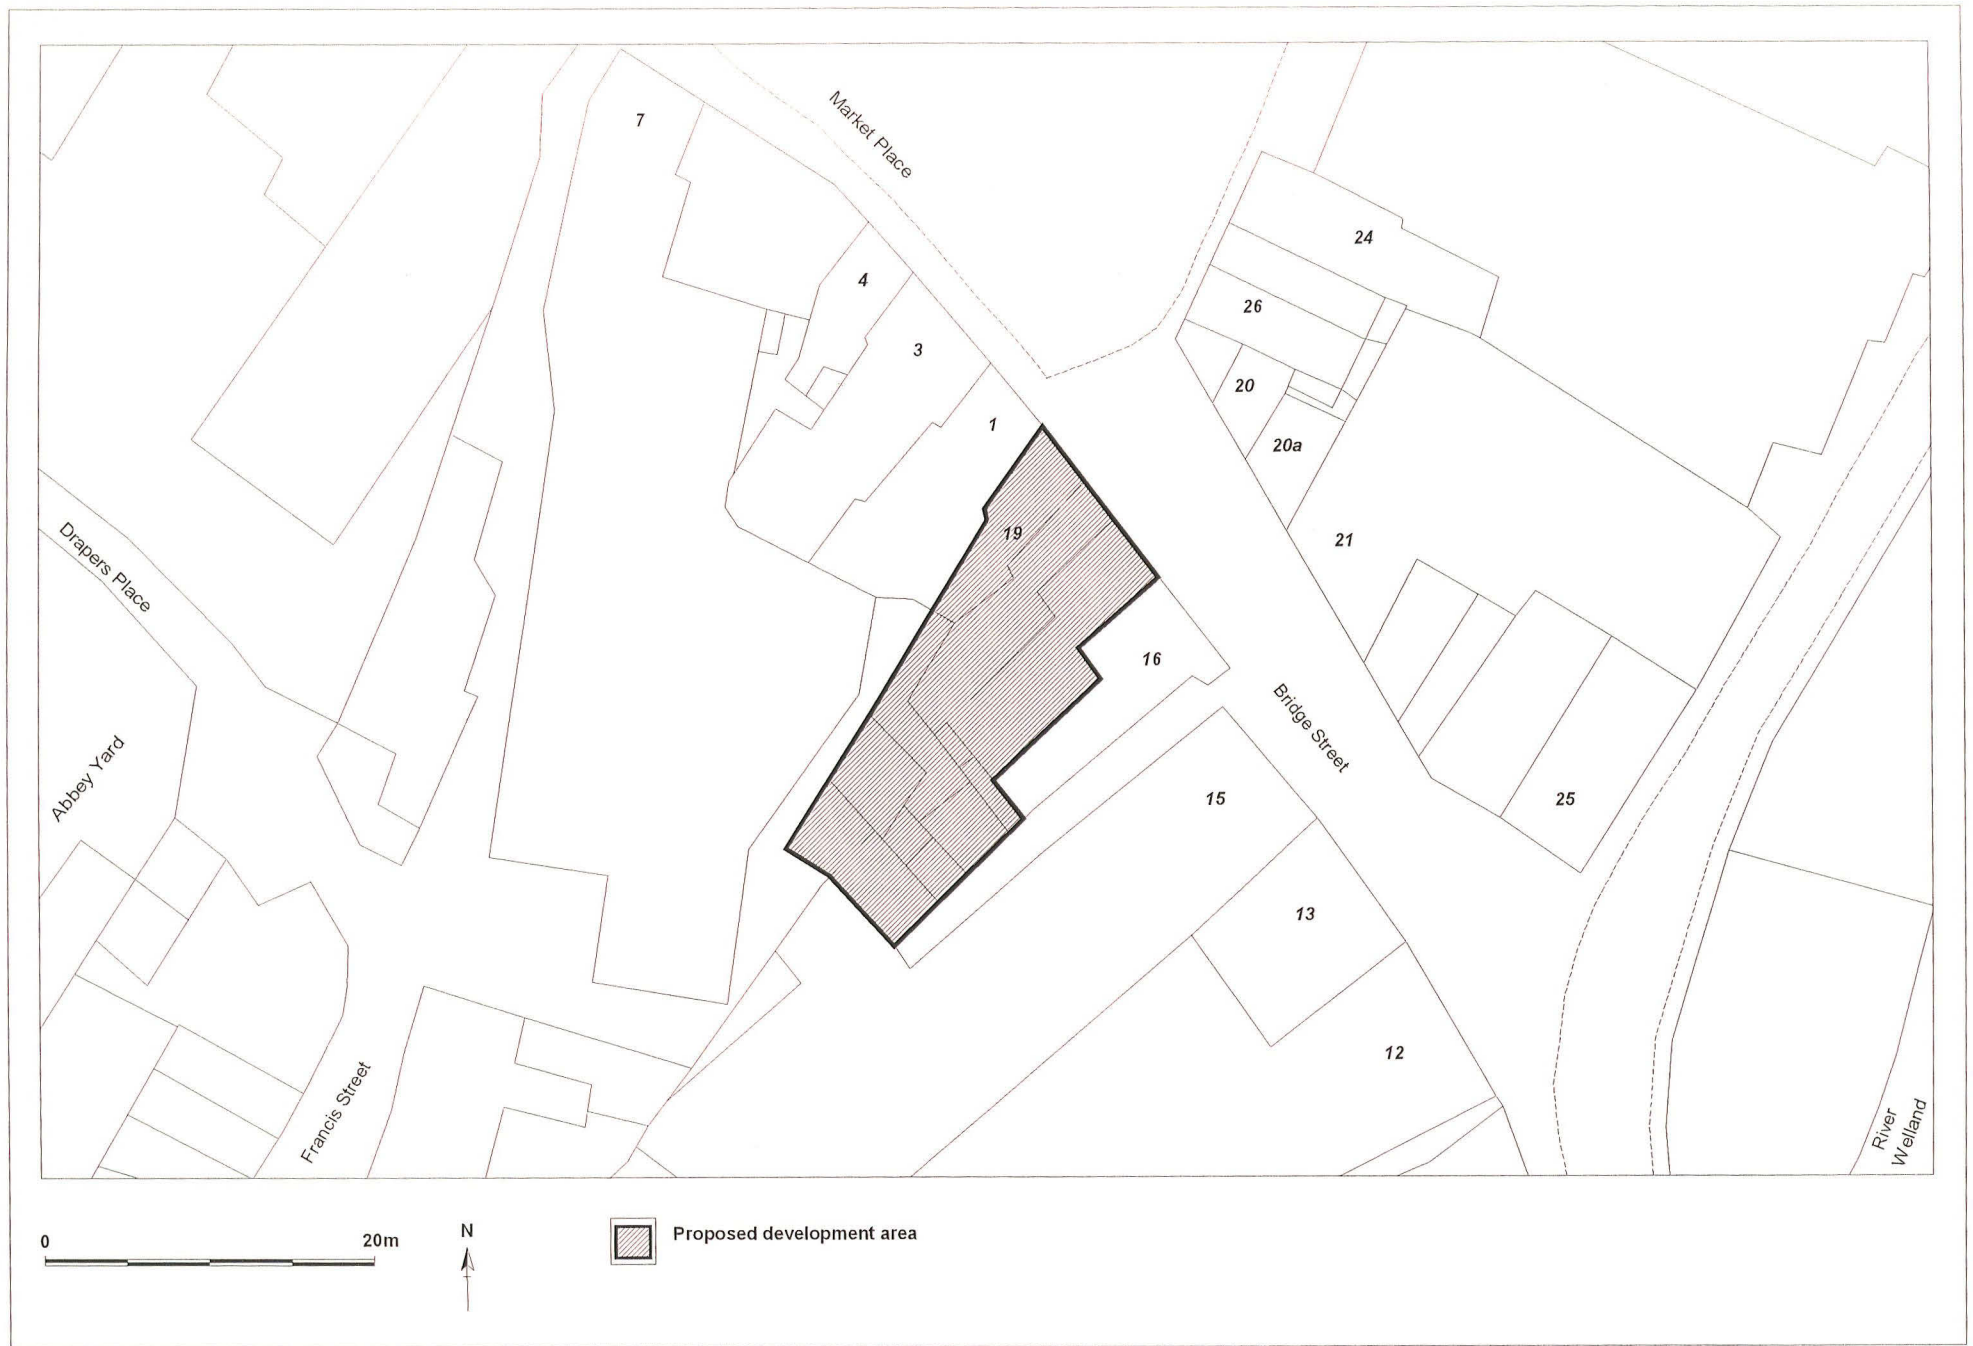 Market Place
7
24
4
26
3
20
1
20a
19
21
Drapers Place
16
Bridge Street
Abbey Yard
15
25
13
12
Francis Street
River
Welland
0
20m
N
Proposed development area